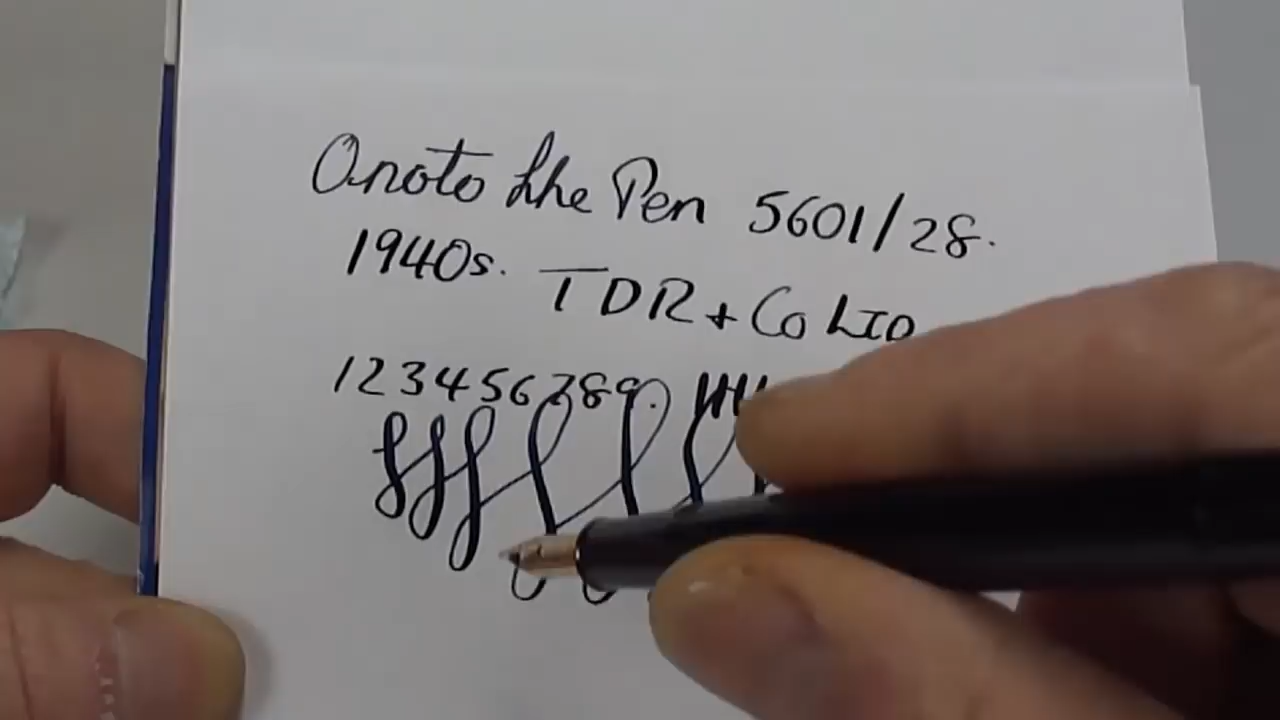 Onoto the Pen 5601/28.
1940s. TDR + Co LTD
123456789.